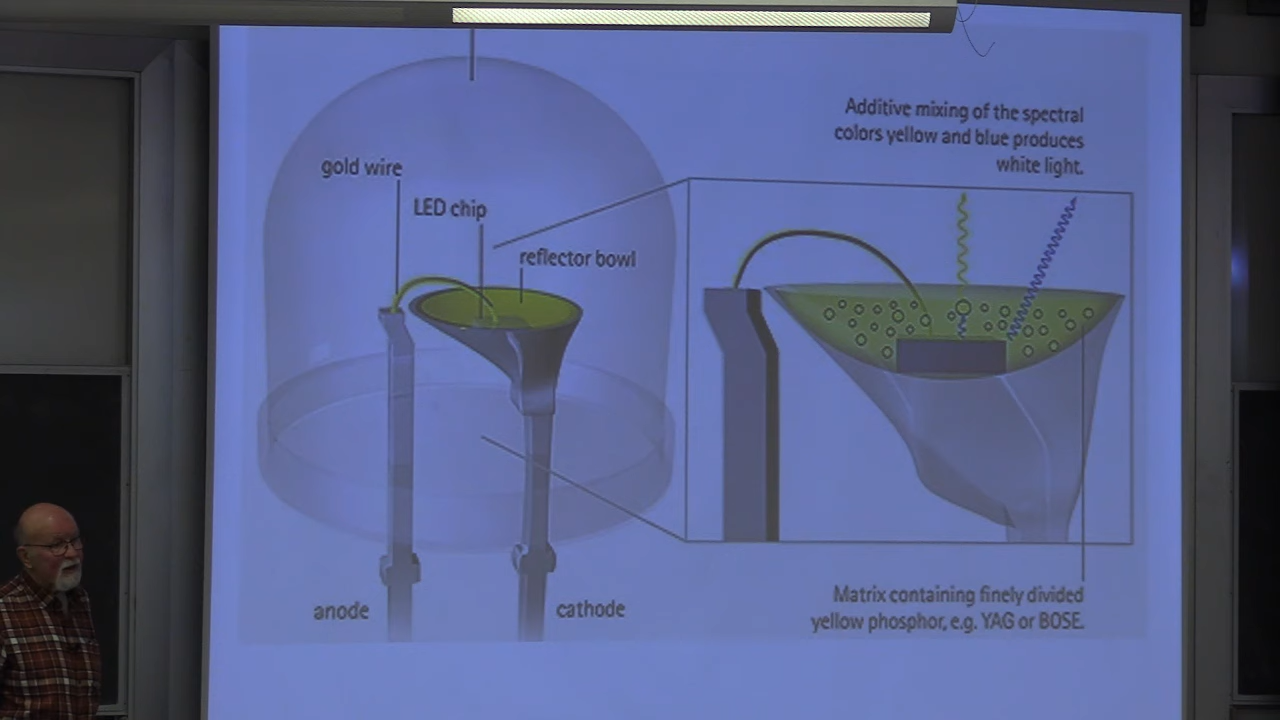 gold wire
LED chip
reflector bowl
anode
cathode
Additive mixing of the spectral
colors yellow and blue produces
white light.
Matrix containing finely divided
yellow phosphor, e.g. YAG or BOSE.